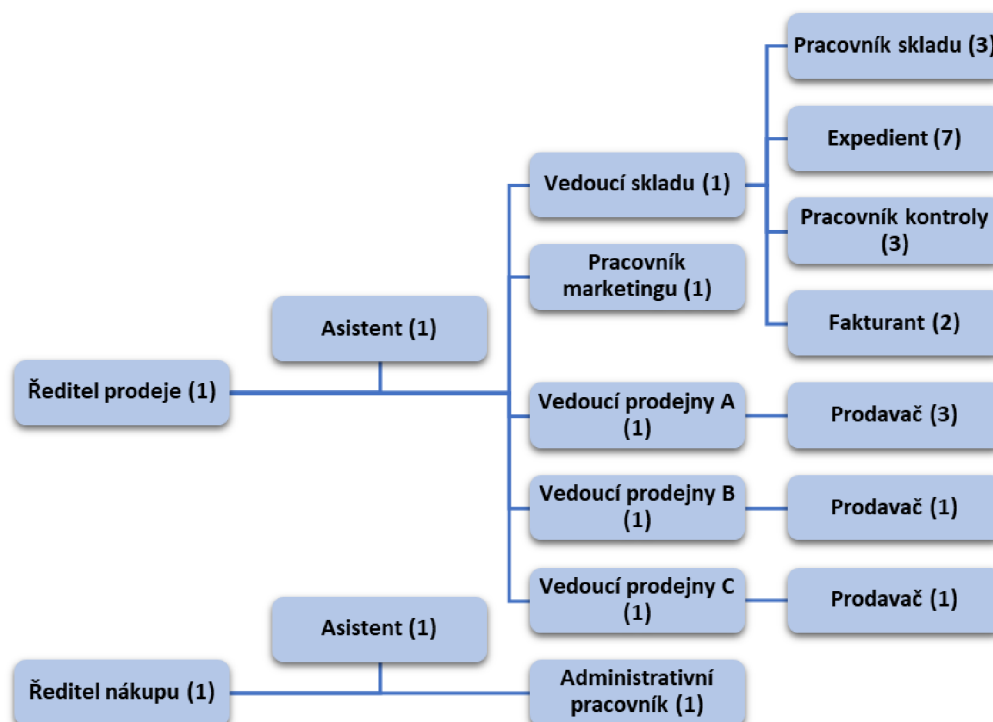 Pracovník skladu (3)
Expedient (7)
Vedoucí skladu (1)
Pracovník kontroly
(3)
Pracovník
marketingu (1)
Asistent (1)
Fakturant (2)
Ředitel prodeje (1)
Vedoucí prodejny A
(1)
Prodavač (3)
Vedoucí prodejny B
(1)
Prodavač (1)
Vedoucí prodejny C
(1)
Prodavač (1)
Asistent (1)
Ředitel nákupu (1)
Administrativní
pracovník (1)